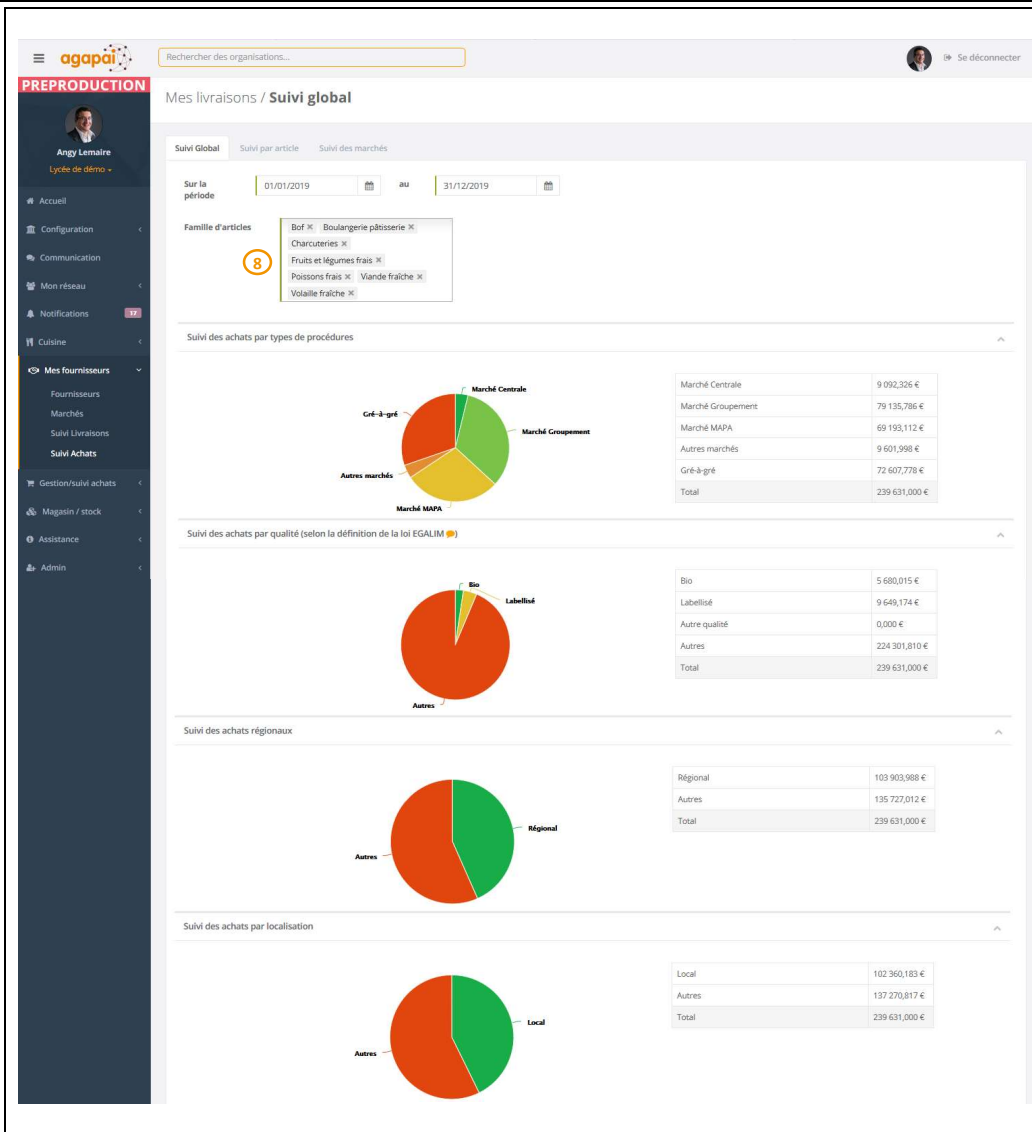 agapai
Rechercher des organisations...
Se déconnecter
PREPRODUCTION
Angy Lemaire
Lycée de démo
Accueil
Configuration
Communication
Mon réseau
Notifications 17
Cuisine
Mes fournisseurs
Fournisseurs
Marchés
Suivi Livraisons
Suivi Achats
Gestion/suivi achats
Magasin / stock
Assistance
Admin
Mes livraisons / Suivi global
Suivi Global Suivi par article Suivi des marchés
Sur la période 01/01/2019 au 31/12/2019
Famille d'articles
8
Bof × Boulangerie pâtisserie ×
Charcuteries ×
Fruits et légumes frais ×
Poissons frais × Viande fraîche ×
Volaille fraîche ×
Suivi des achats par types de procédures
Marché Centrale
Gré-à-gré
Marché Groupement
Autres marchés
Marché MAPA
Marché Centrale 9 092,326 €
Marché Groupement 79 135,786 €
Marché MAPA 69 193,112 €
Autres marchés 9 601,998 €
Gré-à-gré 72 607,778 €
Total 239 631,000 €
Suivi des achats par qualité (selon la définition de la loi EGALIM )
Bio
Labellisé
Autres
Bio 5 680,015 €
Labellisé 9 649,174 €
Autre qualité 0,000 €
Autres 224 301,810 €
Total 239 631,000 €
Suivi des achats régionaux
Régional
Autres
Régional 103 903,988 €
Autres 135 727,012 €
Total 239 631,000 €
Suivi des achats par localisation
Local
Autres
Local 102 360,183 €
Autres 137 270,817 €
Total 239 631,000 €